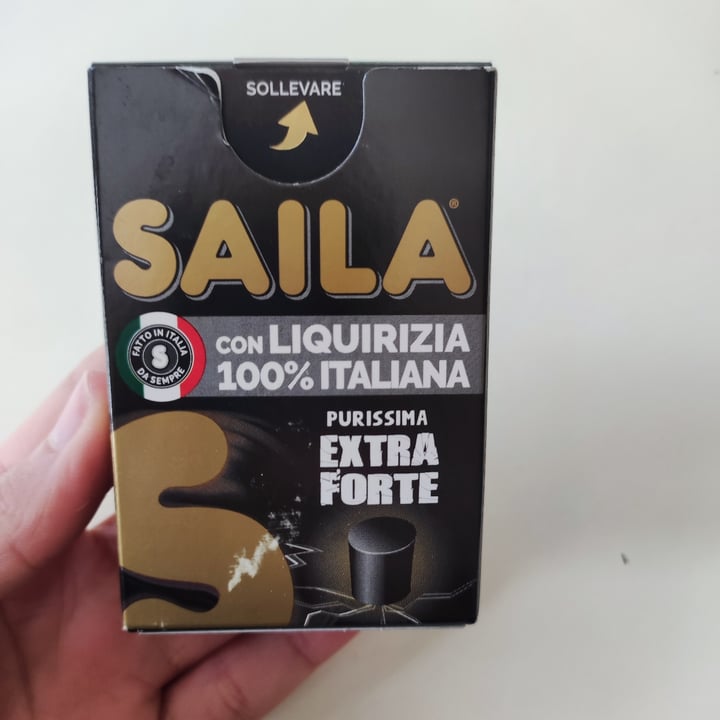 SOLLEVARE
SAILA®
FATTO IN ITALIA
S
DA SEMPRE
CON LIQUIRIZIA
100% ITALIANA
PURISSIMA
EXTRA
FORTE
S